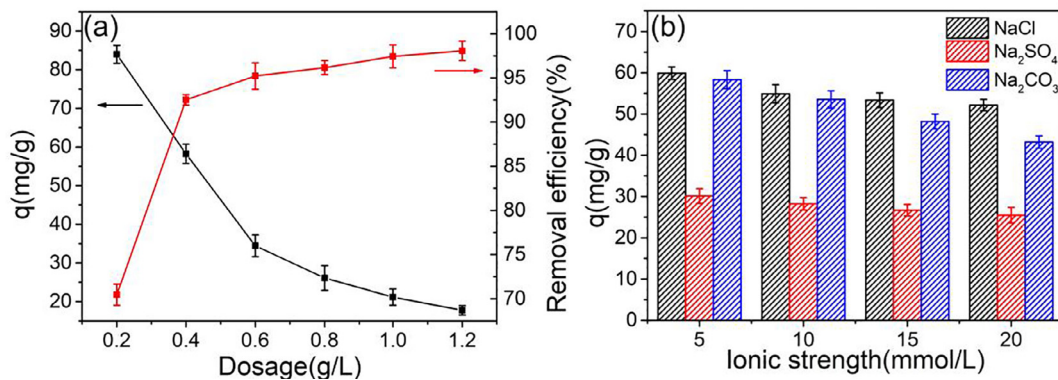 (a)
90
80
70
60
50
40
30
20
q(mg/g)
0.2 0.4 0.6 0.8 1.0 1.2
Dosage(g/L)
100
95
90
85
80
75
70
Removal efficiency(%)
(b)
NaCl
Na₂SO₄
Na₂CO₃
70
60
50
40
30
20
10
0
q(mg/g)
5 10 15 20
Ionic strength(mmol/L)